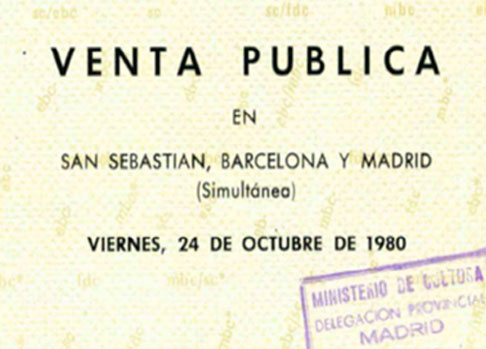 VENTA PUBLICA
EN
SAN SEBASTIAN, BARCELONA Y MADRID
(Simultánea)
VIERNES, 24 DE OCTUBRE DE 1980
MINISTERIO DE CULTURA
DELEGACION PROVINCIAL
MADRID